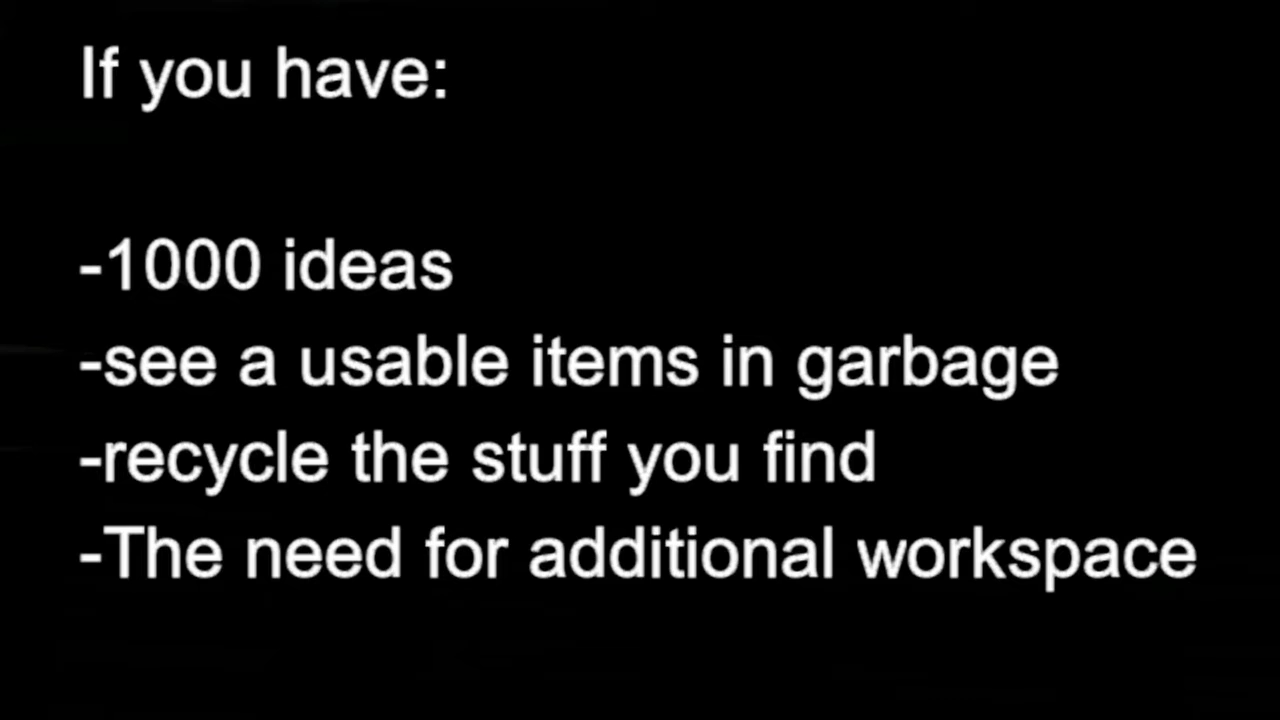 If you have:
-1000 ideas
-see a usable items in garbage
-recycle the stuff you find
-The need for additional workspace